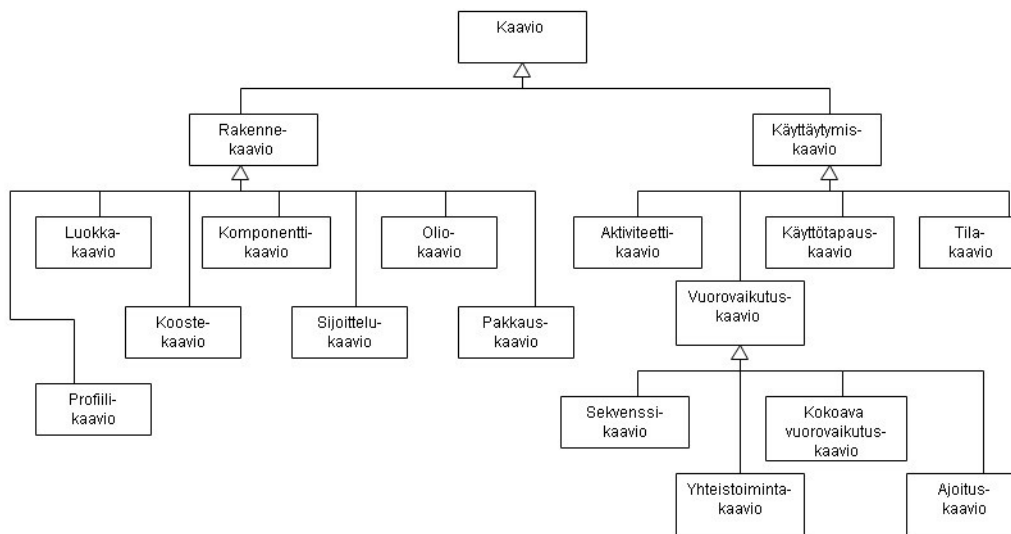 Kaavio
Rakenne-
kaavio
Käyttäytymis-
kaavio
Luokka-
kaavio
Komponentti-
kaavio
Olio-
kaavio
Aktiviteetti-
kaavio
Käyttötapaus-
kaavio
Tila-
kaavio
Vuorovaikutus-
kaavio
Kooste-
kaavio
Sijoittelu-
kaavio
Pakkaus-
kaavio
Profiili-
kaavio
Sekvenssi-
kaavio
Kokoava
vuorovaikutus-
kaavio
Yhteistoiminta-
kaavio
Ajoitus-
kaavio